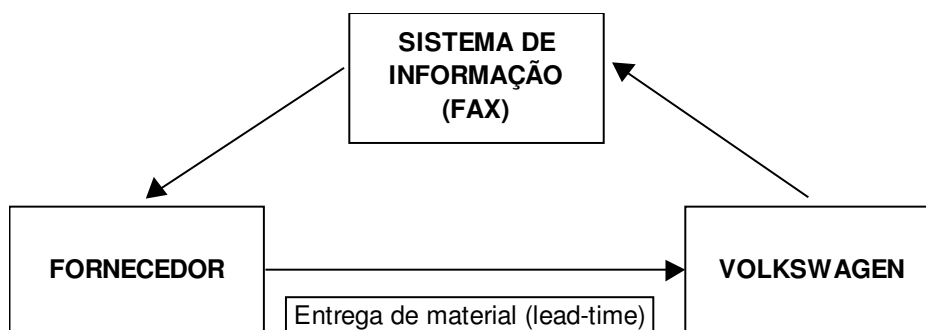 SISTEMA DE
INFORMAÇÃO
(FAX)
FORNECEDOR
VOLKSWAGEN
Entrega de material (lead-time)